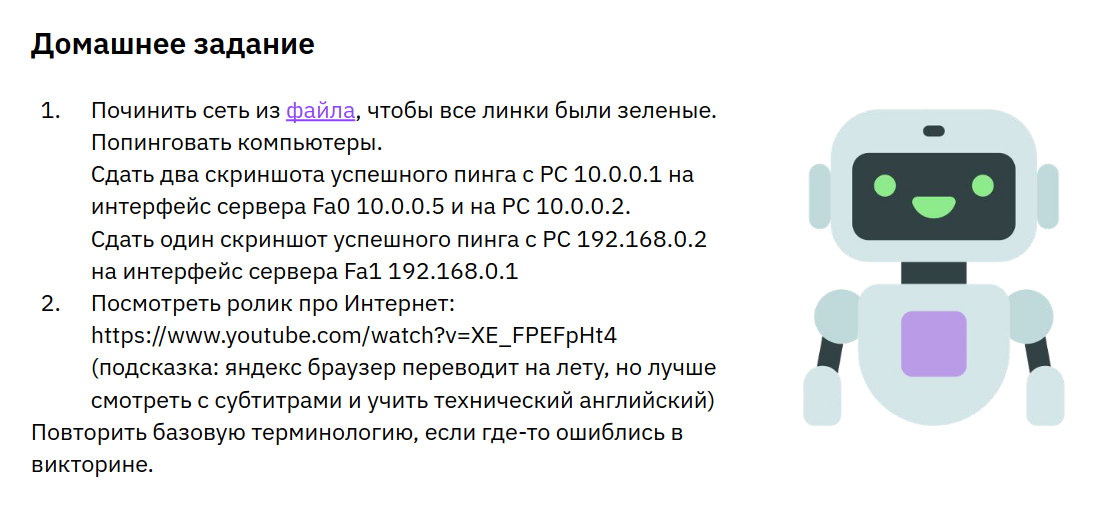 Домашнее задание
1. Починить сеть из файла, чтобы все линки были зеленые.
Попинговать компьютеры.
Сдать два скриншота успешного пинга с PC 10.0.0.1 на
интерфейс сервера Fa0 10.0.0.5 и на PC 10.0.0.2.
Сдать один скриншот успешного пинга с PC 192.168.0.2
на интерфейс сервера Fa1 192.168.0.1
2. Посмотреть ролик про Интернет:
https://www.youtube.com/watch?v=XE_FPEFpHt4
(подсказка: яндекс браузер переводит на лету, но лучше
смотреть с субтитрами и учить технический английский)
Повторить базовую терминологию, если где-то ошиблись в
викторине.